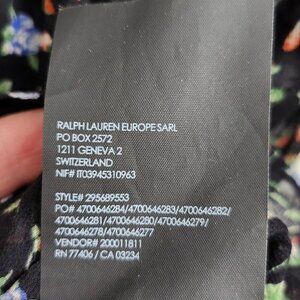 RALPH LAUREN EUROPE SARL
PO BOX 2572
1211 GENEVA 2
SWITZERLAND
NIF# IT03945310963
STYLE# 295689553
PO# 4700646284/4700646283/4700646282/
4700646281/4700646280/4700646279/
4700646278/4700646277
VENDOR# 200011811
RN 77406 / CA 03234